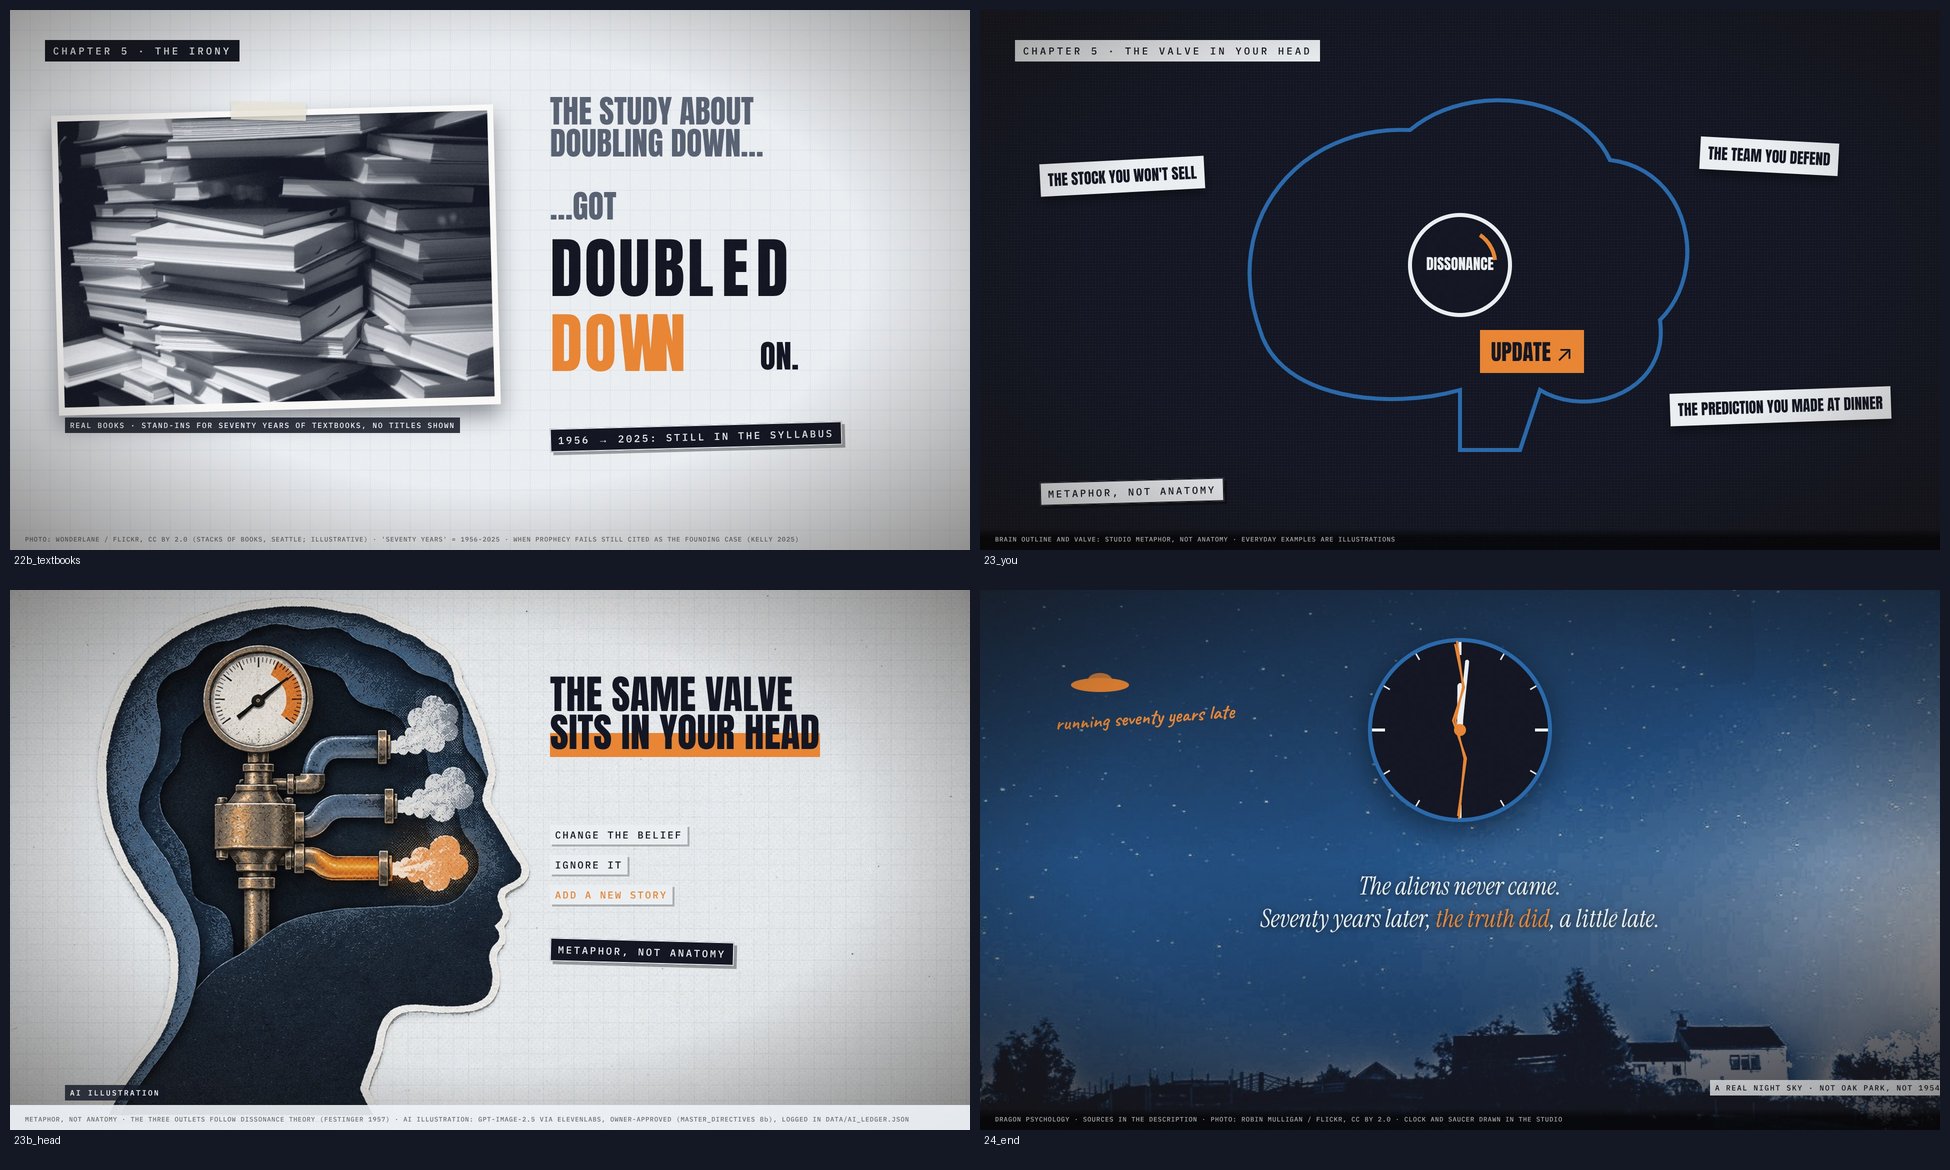 CHAPTER 5 · THE IRONY
THE STUDY ABOUT
DOUBLING DOWN...
...GOT
DOUBLED
DOWN ON.
REAL BOOKS · STAND-INS FOR SEVENTY YEARS OF TEXTBOOKS, NO TITLES SHOWN
1956 → 2025: STILL IN THE SYLLABUS
PHOTO: WONDERLANE / FLICKR, CC BY 2.0 (STACKS OF BOOKS, SEATTLE; ILLUSTRATIVE) · 'SEVENTY YEARS' = 1956-2025 · WHEN PROPHECY FAILS STILL CITED AS THE FOUNDING CASE (KELLY 2025)
22b_textbooks
CHAPTER 5 · THE VALVE IN YOUR HEAD
THE STOCK YOU WON'T SELL
THE TEAM YOU DEFEND
DISSONANCE
UPDATE ↗
THE PREDICTION YOU MADE AT DINNER
METAPHOR, NOT ANATOMY
BRAIN OUTLINE AND VALVE: STUDIO METAPHOR, NOT ANATOMY · EVERYDAY EXAMPLES ARE ILLUSTRATIONS
23_you
THE SAME VALVE
SITS IN YOUR HEAD
CHANGE THE BELIEF
IGNORE IT
ADD A NEW STORY
METAPHOR, NOT ANATOMY
AI ILLUSTRATION
METAPHOR, NOT ANATOMY · THE THREE OUTLETS FOLLOW DISSONANCE THEORY (FESTINGER 1957) · AI ILLUSTRATION: GPT-IMAGE-2.5 VIA ELEVENLABS, OWNER-APPROVED (MASTER_DIRECTIVES 8b), LOGGED IN DATA/AI_LEDGER.JSON
23b_head
running seventy years late
The aliens never came.
Seventy years later, the truth did, a little late.
A REAL NIGHT SKY · NOT OAK PARK, NOT 1954
DRAGON PSYCHOLOGY · SOURCES IN THE DESCRIPTION · PHOTO: ROBIN MULLIGAN / FLICKR, CC BY 2.0 · CLOCK AND SAUCER DRAWN IN THE STUDIO
24_end